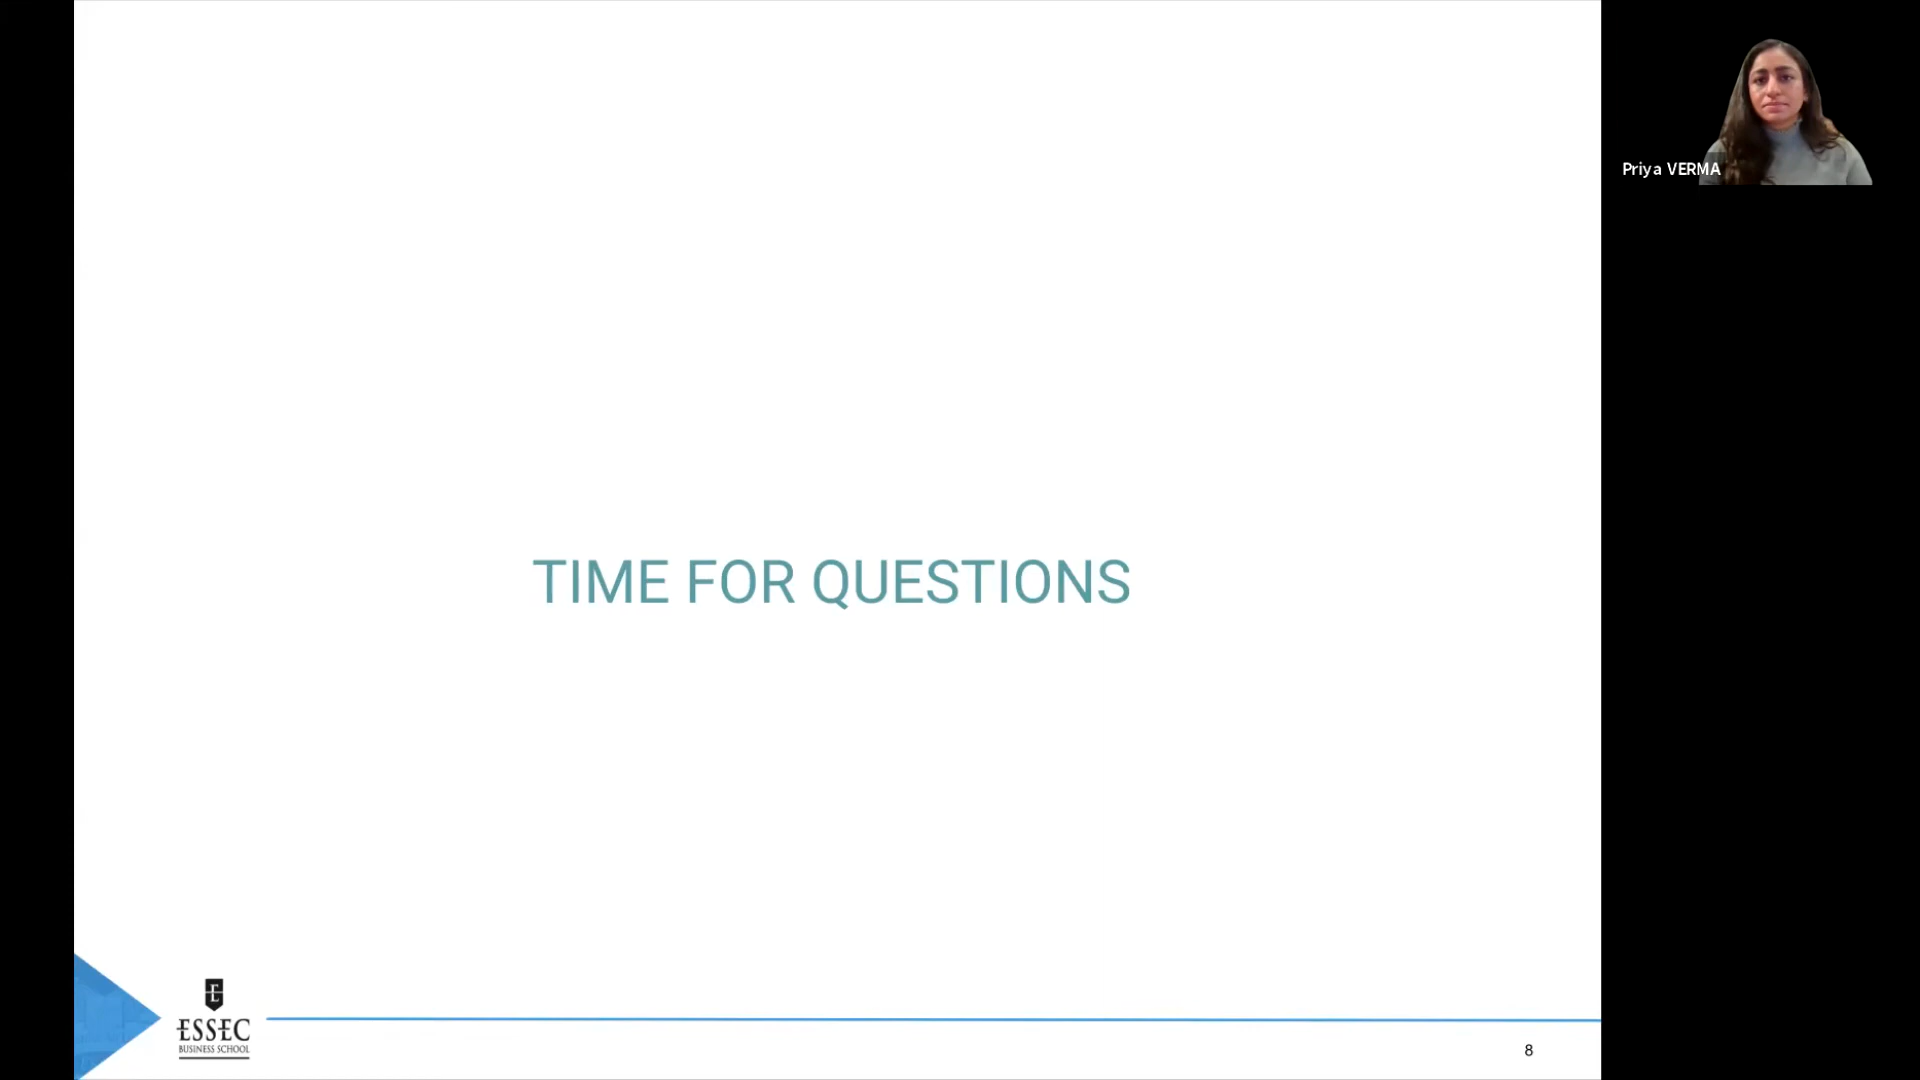 Priya VERMA
TIME FOR QUESTIONS
E
ESSEC
BUSINESS SCHOOL
8